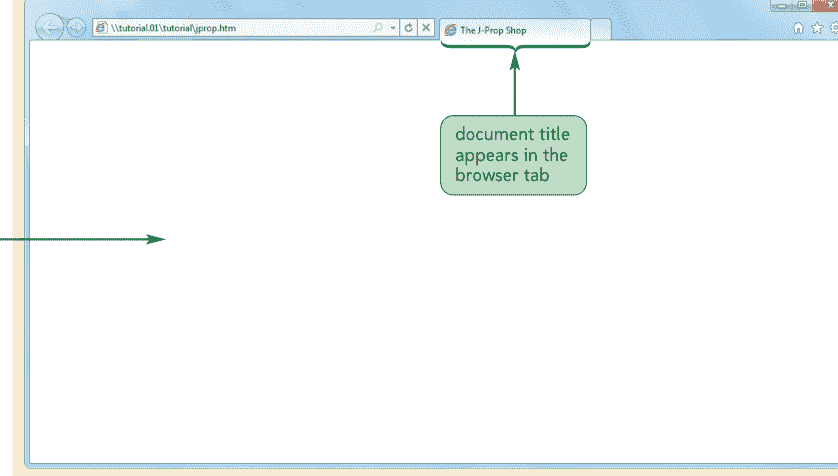 \\tutorial.01\tutorial\jprop.htm
The J-Prop Shop
document title
appears in the
browser tab